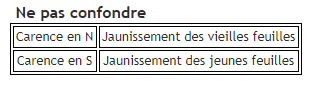 Ne pas confondre
Carence en N Jaunissement des vieilles feuilles
Carence en S Jaunissement des jeunes feuilles